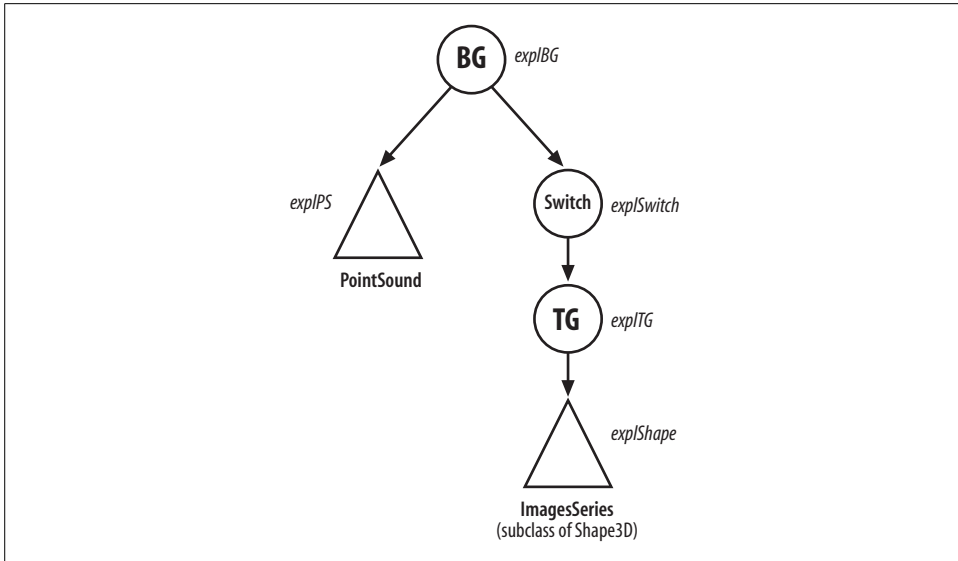 BG explBG
explPS
PointSound
Switch explSwitch
TG explTG
explShape
ImagesSeries
(subclass of Shape3D)